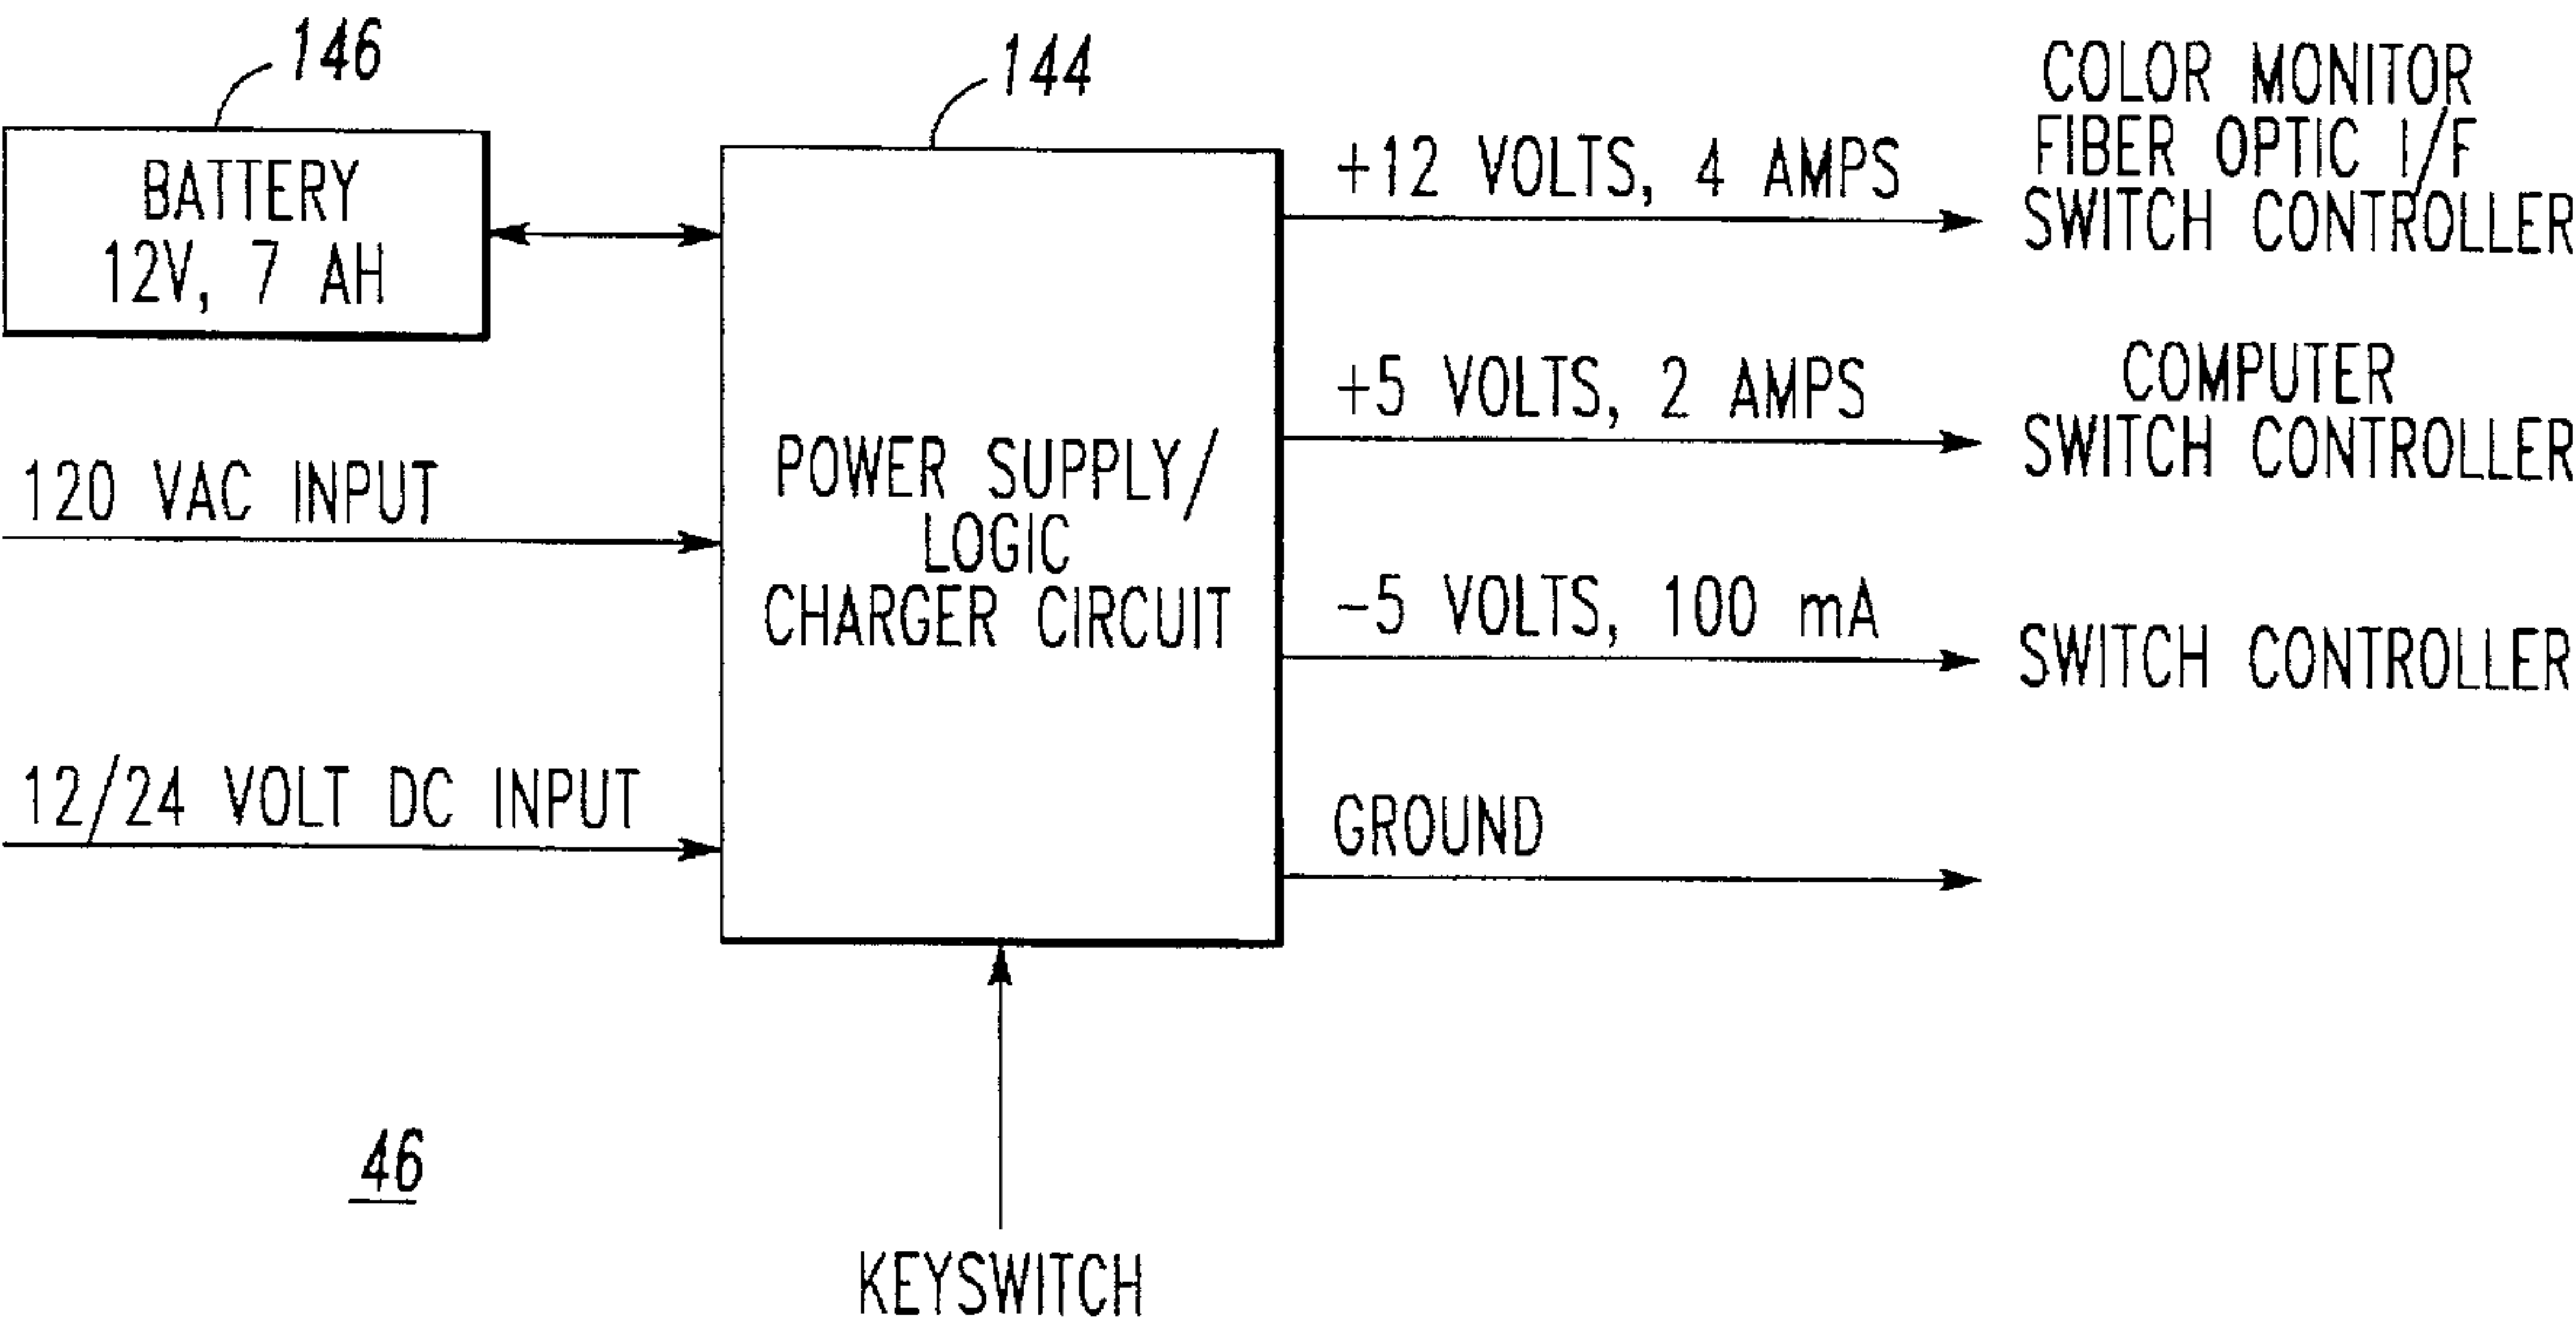 146
BATTERY
12V, 7 AH
144
POWER SUPPLY/
LOGIC
CHARGER CIRCUIT
120 VAC INPUT
12/24 VOLT DC INPUT
+12 VOLTS, 4 AMPS
COLOR MONITOR
FIBER OPTIC I/F
SWITCH CONTROLLER
+5 VOLTS, 2 AMPS
COMPUTER
SWITCH CONTROLLER
-5 VOLTS, 100 mA
SWITCH CONTROLLER
GROUND
46
KEYSWITCH